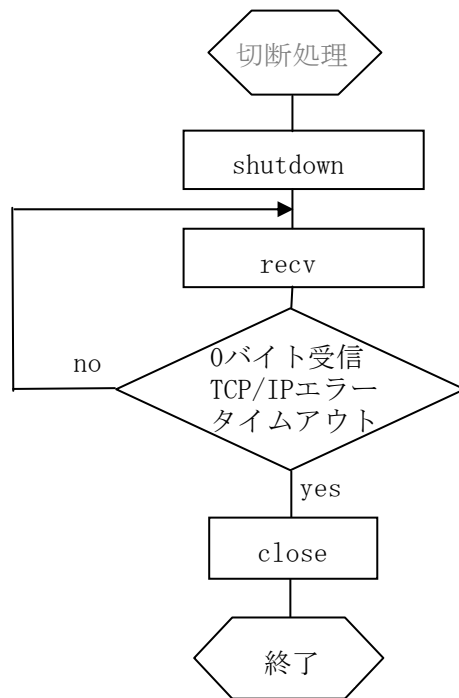 切断処理
shutdown
recv
0バイト受信
TCP/IPエラー
タイムアウト
no
yes
close
終了